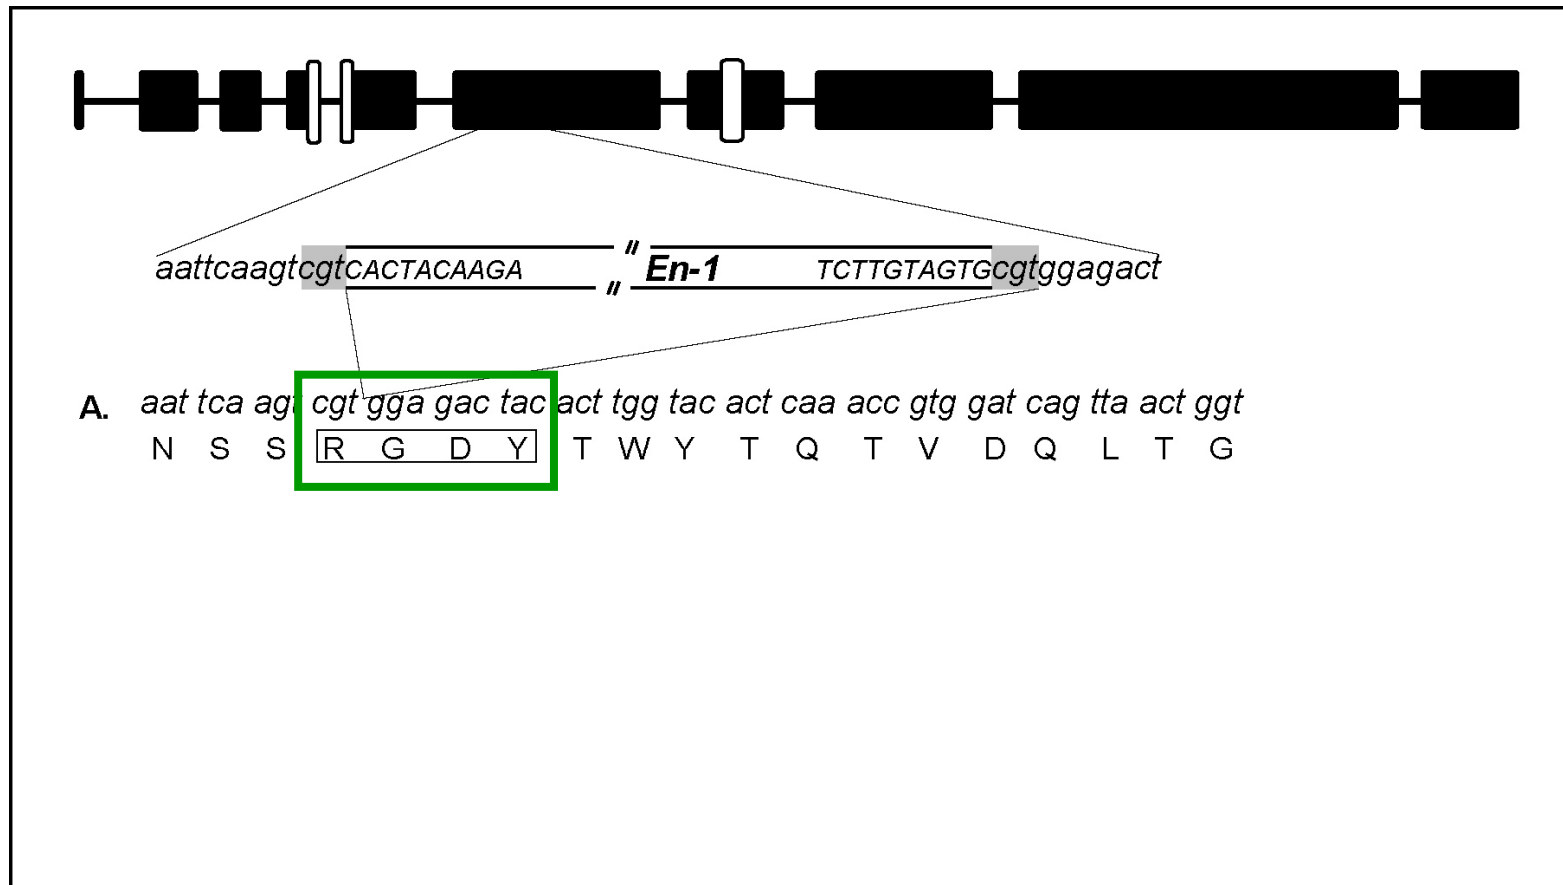 aattcaagtcgtCACTACAAGA // En-1 // TCTTGTAGTGcgtggagact
A. aat tca agt cgt gga gac tac act tgg tac act caa acc gtg gat cag tta act ggt
N S S R G D Y T W Y T Q T V D Q L T G